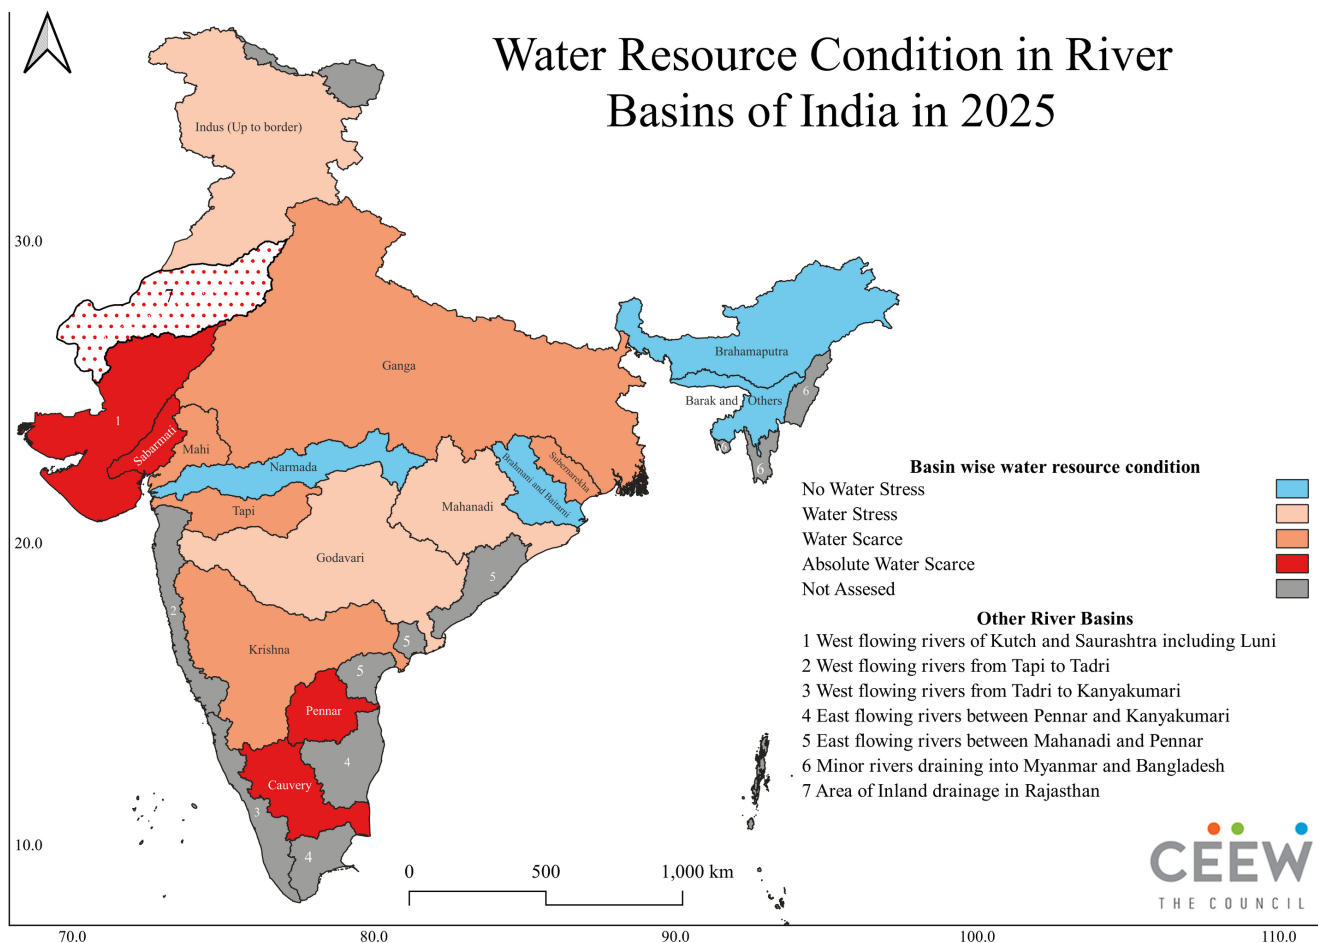 Water Resource Condition in River
Basins of India in 2025
Indus (Up to border)
30.0
7
Ganga
Brahamaputra
Barak and Others
6
1
Sabarmati
Mahi
Narmada
Brahmani and Baitarni
Subernarekha
6
6
Tapi
Mahanadi
20.0
Godavari
5
2
Krishna
5
5
Pennar
4
Cauvery
3
10.0
4
Basin wise water resource condition
No Water Stress
Water Stress
Water Scarce
Absolute Water Scarce
Not Assesed
Other River Basins
1 West flowing rivers of Kutch and Saurashtra including Luni
2 West flowing rivers from Tapi to Tadri
3 West flowing rivers from Tadri to Kanyakumari
4 East flowing rivers between Pennar and Kanyakumari
5 East flowing rivers between Mahanadi and Pennar
6 Minor rivers draining into Myanmar and Bangladesh
7 Area of Inland drainage in Rajasthan
0 500 1,000 km
CEEW
THE COUNCIL
70.0 80.0 90.0 100.0 110.0